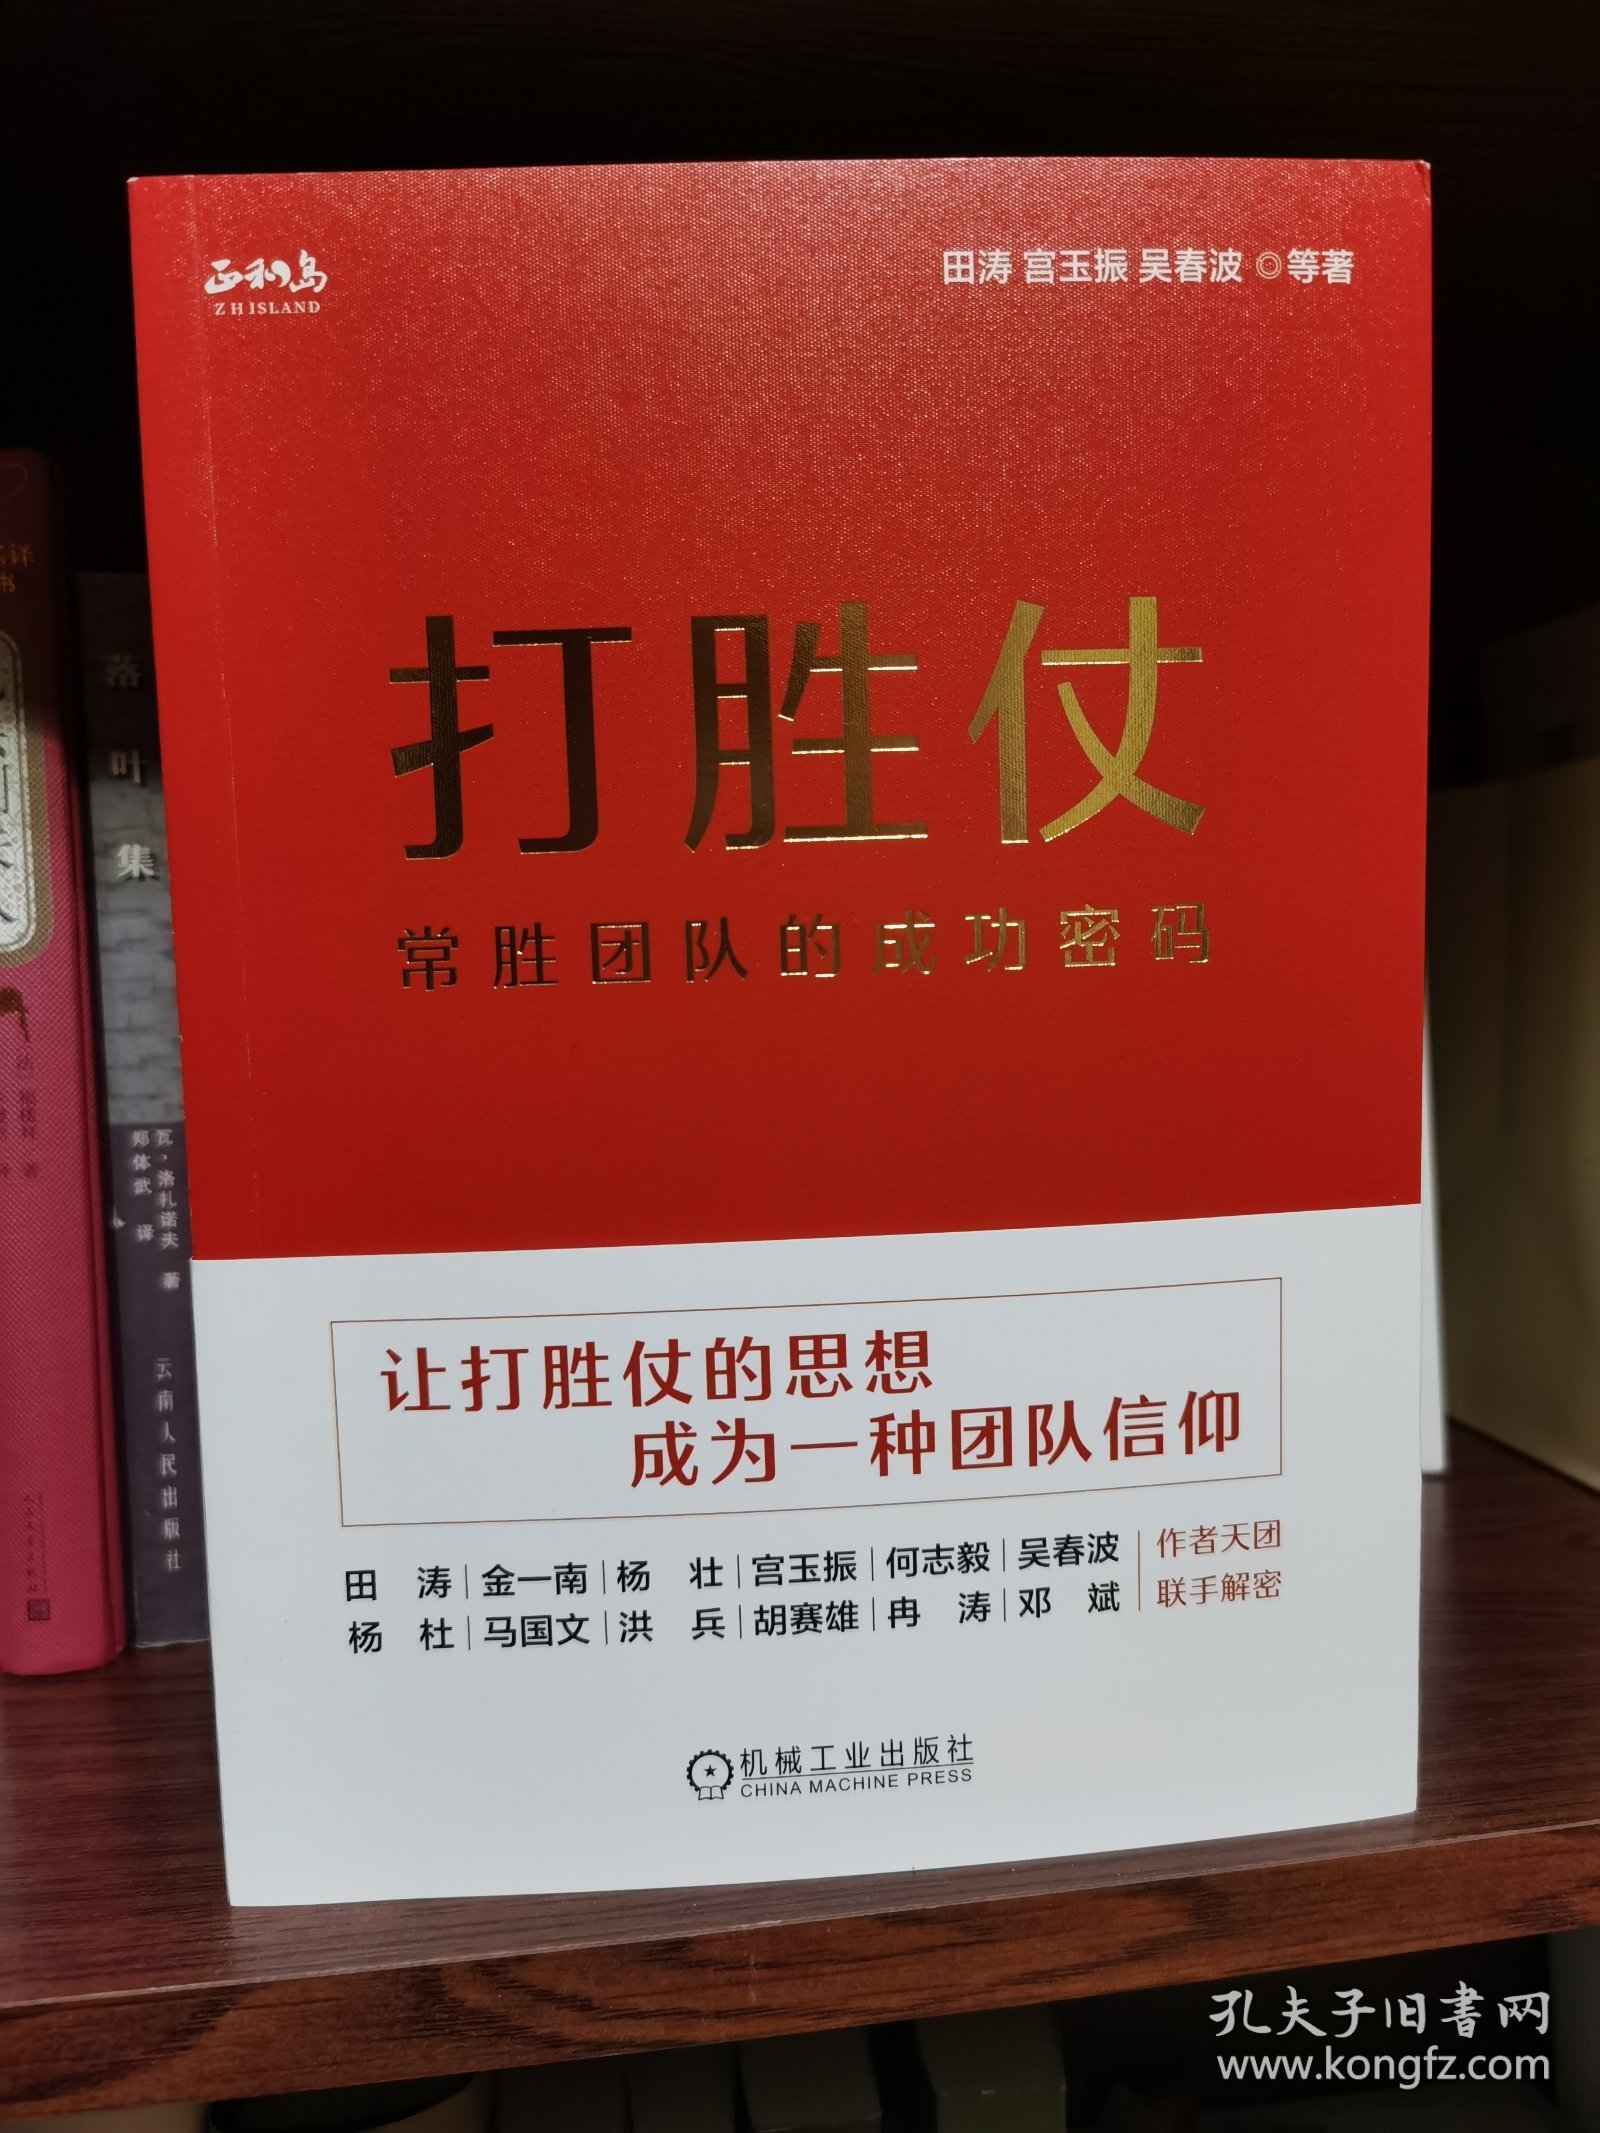 正和岛
ZHISLAND
田涛 宫玉振 吴春波 ◎等著
打胜仗
常胜团队的成功密码
让打胜仗的思想
成为一种团队信仰
田 涛|金一南|杨 壮|宫玉振|何志毅|吴春波
杨 杜|马国文|洪 兵|胡赛雄|冉 涛|邓 斌
作者天团
联手解密
机械工业出版社
CHINA MACHINE PRESS
落叶集
瓦·洛扎诺夫 著
郑体武 译
云南人民出版社
孔夫子旧书网
www.kongfz.com